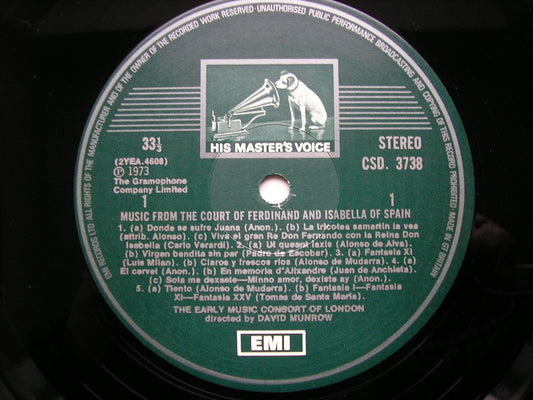 EMI RECORDS LTD·ALL RIGHTS OF THE MANUFACTURER AND OF THE OWNER OF THE RECORDED WORK RESERVED·UNAUTHORISED PUBLIC PERFORMANCE BROADCASTING AND COPYING OF THIS RECORD PROHIBITED·MADE IN GT BRITAIN
HIS MASTER'S VOICE
33⅓
(2YEA.4608)
Ⓟ 1973
The Gramophone
Company Limited
STEREO
CSD. 3738
1 1
MUSIC FROM THE COURT OF FERDINAND AND ISABELLA OF SPAIN
1. (a) Donde se sufre Juana (Anon.) (b) La tricotea samartin la vea
(attrib. Alonso). (c) Viva el gran Re Don Fernando con la Reina Don
Isabella (Carlo Verardi). 2. (a) Ut queant laxis (Alonso de Alva).
(b) Virgen bendita sin par (Pedro de Escobar). 3. (a) Fantasia XI
(Luis Milan). (b) Claros y frescos rios (Alonso de Mudarra). 4. (a)
El cervel (Anon.) (b) En memoria d'Alixandre (Juan de Anchieta).
(c) Sola me dexaste—Minno amor, dexiste ay (Anon.)
5. (a) Tiento (Alonso de Mudarra). (b) Fantasia I—Fantasia
XI—Fantasia XXV (Tomas de Santa Maria).
THE EARLY MUSIC CONSORT OF LONDON
directed by DAVID MUNROW
EMI